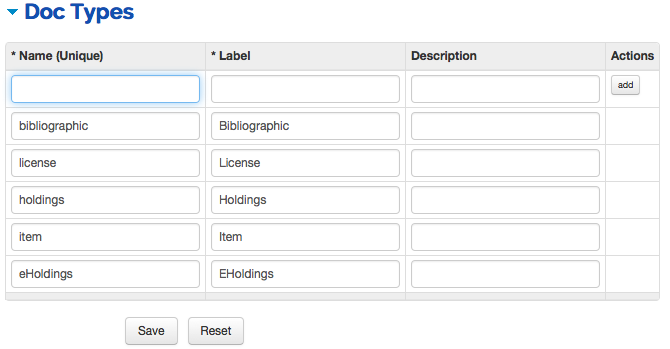 Doc Types
* Name (Unique) * Label Description Actions
add
bibliographic Bibliographic
license License
holdings Holdings
item Item
eHoldings EHoldings
Save Reset